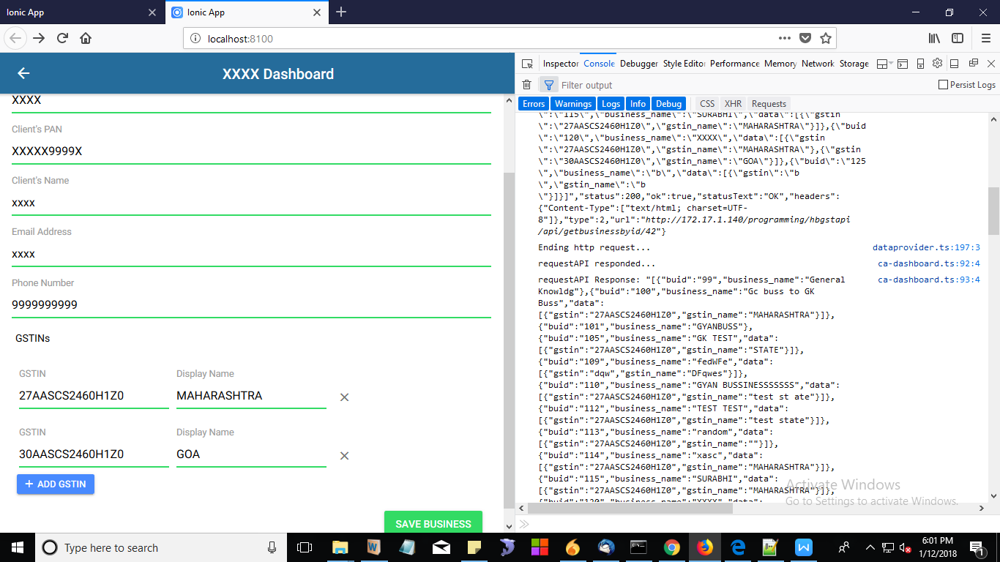 Ionic App
Ionic App
localhost:8100
XXXX Dashboard
XXXX
Client's PAN
XXXXX9999X
Client's Name
xxxx
Email Address
xxxx
Phone Number
9999999999
GSTINs
GSTIN Display Name
27AASCS2460H1Z0 MAHARASHTRA
GSTIN Display Name
30AASCS2460H1Z0 GOA
+ ADD GSTIN
SAVE BUSINESS
Inspector Console Debugger Style Editor Performance Memory Network Storage
Filter output Persist Logs
Errors Warnings Logs Info Debug CSS XHR Requests
\":\"115\",\"business_name\":\"SURABHI\",\"data\":[{\"gstin
\":\"27AASCS2460H1Z0\",\"gstin_name\":\"MAHARASHTRA\"}]},{\"buid
\":\"120\",\"business_name\":\"XXXX\",\"data\":[{\"gstin
\":\"27AASCS2460H1Z0\",\"gstin_name\":\"MAHARASHTRA\"},{\"gstin
\":\"30AASCS2460H1Z0\",\"gstin_name\":\"GOA\"}]},{\"buid\":\"125
\",\"business_name\":\"b\",\"data\":[{\"gstin\":\"b
\",\"gstin_name\":\"b
\"}]}]","status":200,"ok":true,"statusText":"OK","headers":
{"Content-Type":["text/html; charset=UTF-
8"]},"type":2,"url":"http://172.17.1.140/programming/hbgstapi
/api/getbusinessbyid/42"}
Ending http request... dataprovider.ts:197:3
requestAPI responded... ca-dashboard.ts:92:4
requestAPI Response: "[{"buid":"99","business_name":"General ca-dashboard.ts:93:4
Knowldg"},{"buid":"100","business_name":"Gc buss to GK
Buss","data":
[{"gstin":"27AASCS2460H1Z0","gstin_name":"MAHARASHTRA"}]},
{"buid":"101","business_name":"GYANBUSS"},
{"buid":"105","business_name":"GK TEST","data":
[{"gstin":"27AASCS2460H1Z0","gstin_name":"STATE"}]},
{"buid":"109","business_name":"fedWFe","data":
[{"gstin":"dqw","gstin_name":"DFqwes"}]},
{"buid":"110","business_name":"GYAN BUSSINESSSSSSS","data":
[{"gstin":"27AASCS2460H1Z0","gstin_name":"test st ate"}]},
{"buid":"112","business_name":"TEST TEST","data":
[{"gstin":"27AASCS2460H1Z0","gstin_name":"test state"}]},
{"buid":"113","business_name":"random","data":
[{"gstin":"27AASCS2460H1Z0","gstin_name":""}]},
{"buid":"114","business_name":"xasc","data":
[{"gstin":"27AASCS2460H1Z0","gstin_name":"MAHARASHTRA"}]},
{"buid":"115","business_name":"SURABHI","data":
[{"gstin":"27AASCS2460H1Z0","gstin_name":"MAHARASHTRA"}]},
{"buid":"120","business_name":"XXXX","data":
Activate Windows
Go to Settings to activate Windows.
Type here to search
6:01 PM
1/12/2018
1